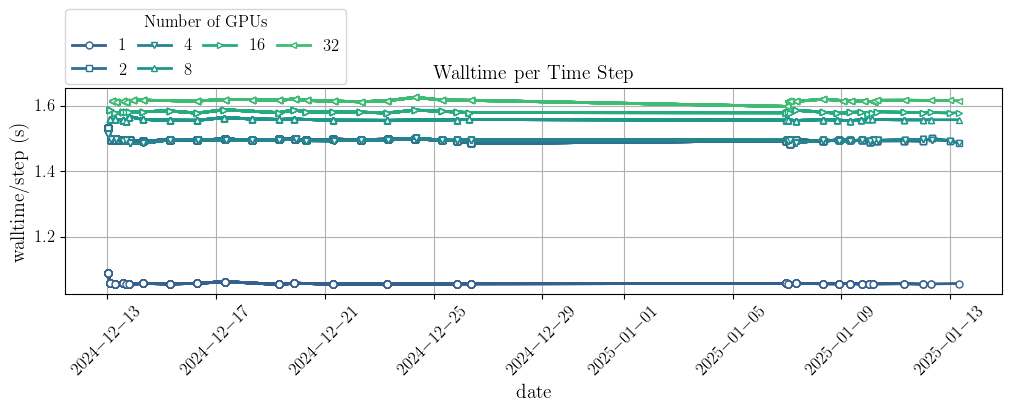 Number of GPUs
1 4 16 32
2 8
Walltime per Time Step
walltime/step (s)
1.6
1.4
1.2
2024−12−13 2024−12−17 2024−12−21 2024−12−25 2024−12−29 2025−01−01 2025−01−05 2025−01−09 2025−01−13
date